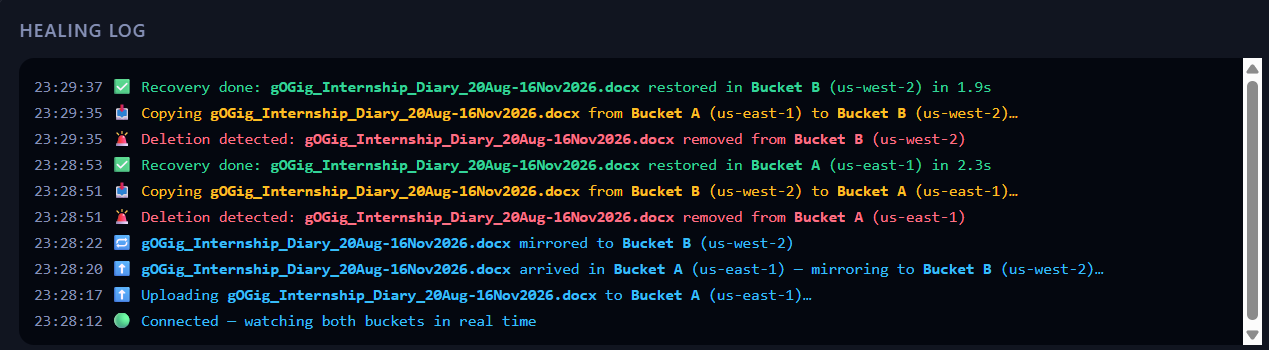 HEALING LOG
23:29:37 ✅ Recovery done: gOGig_Internship_Diary_20Aug-16Nov2026.docx restored in Bucket B (us-west-2) in 1.9s
23:29:35 📥 Copying gOGig_Internship_Diary_20Aug-16Nov2026.docx from Bucket A (us-east-1) to Bucket B (us-west-2)…
23:29:35 🚨 Deletion detected: gOGig_Internship_Diary_20Aug-16Nov2026.docx removed from Bucket B (us-west-2)
23:28:53 ✅ Recovery done: gOGig_Internship_Diary_20Aug-16Nov2026.docx restored in Bucket A (us-east-1) in 2.3s
23:28:51 📥 Copying gOGig_Internship_Diary_20Aug-16Nov2026.docx from Bucket B (us-west-2) to Bucket A (us-east-1)…
23:28:51 🚨 Deletion detected: gOGig_Internship_Diary_20Aug-16Nov2026.docx removed from Bucket A (us-east-1)
23:28:22 🔁 gOGig_Internship_Diary_20Aug-16Nov2026.docx mirrored to Bucket B (us-west-2)
23:28:20 ⬆️ gOGig_Internship_Diary_20Aug-16Nov2026.docx arrived in Bucket A (us-east-1) — mirroring to Bucket B (us-west-2)…
23:28:17 ⬆️ Uploading gOGig_Internship_Diary_20Aug-16Nov2026.docx to Bucket A (us-east-1)…
23:28:12 🟢 Connected — watching both buckets in real time